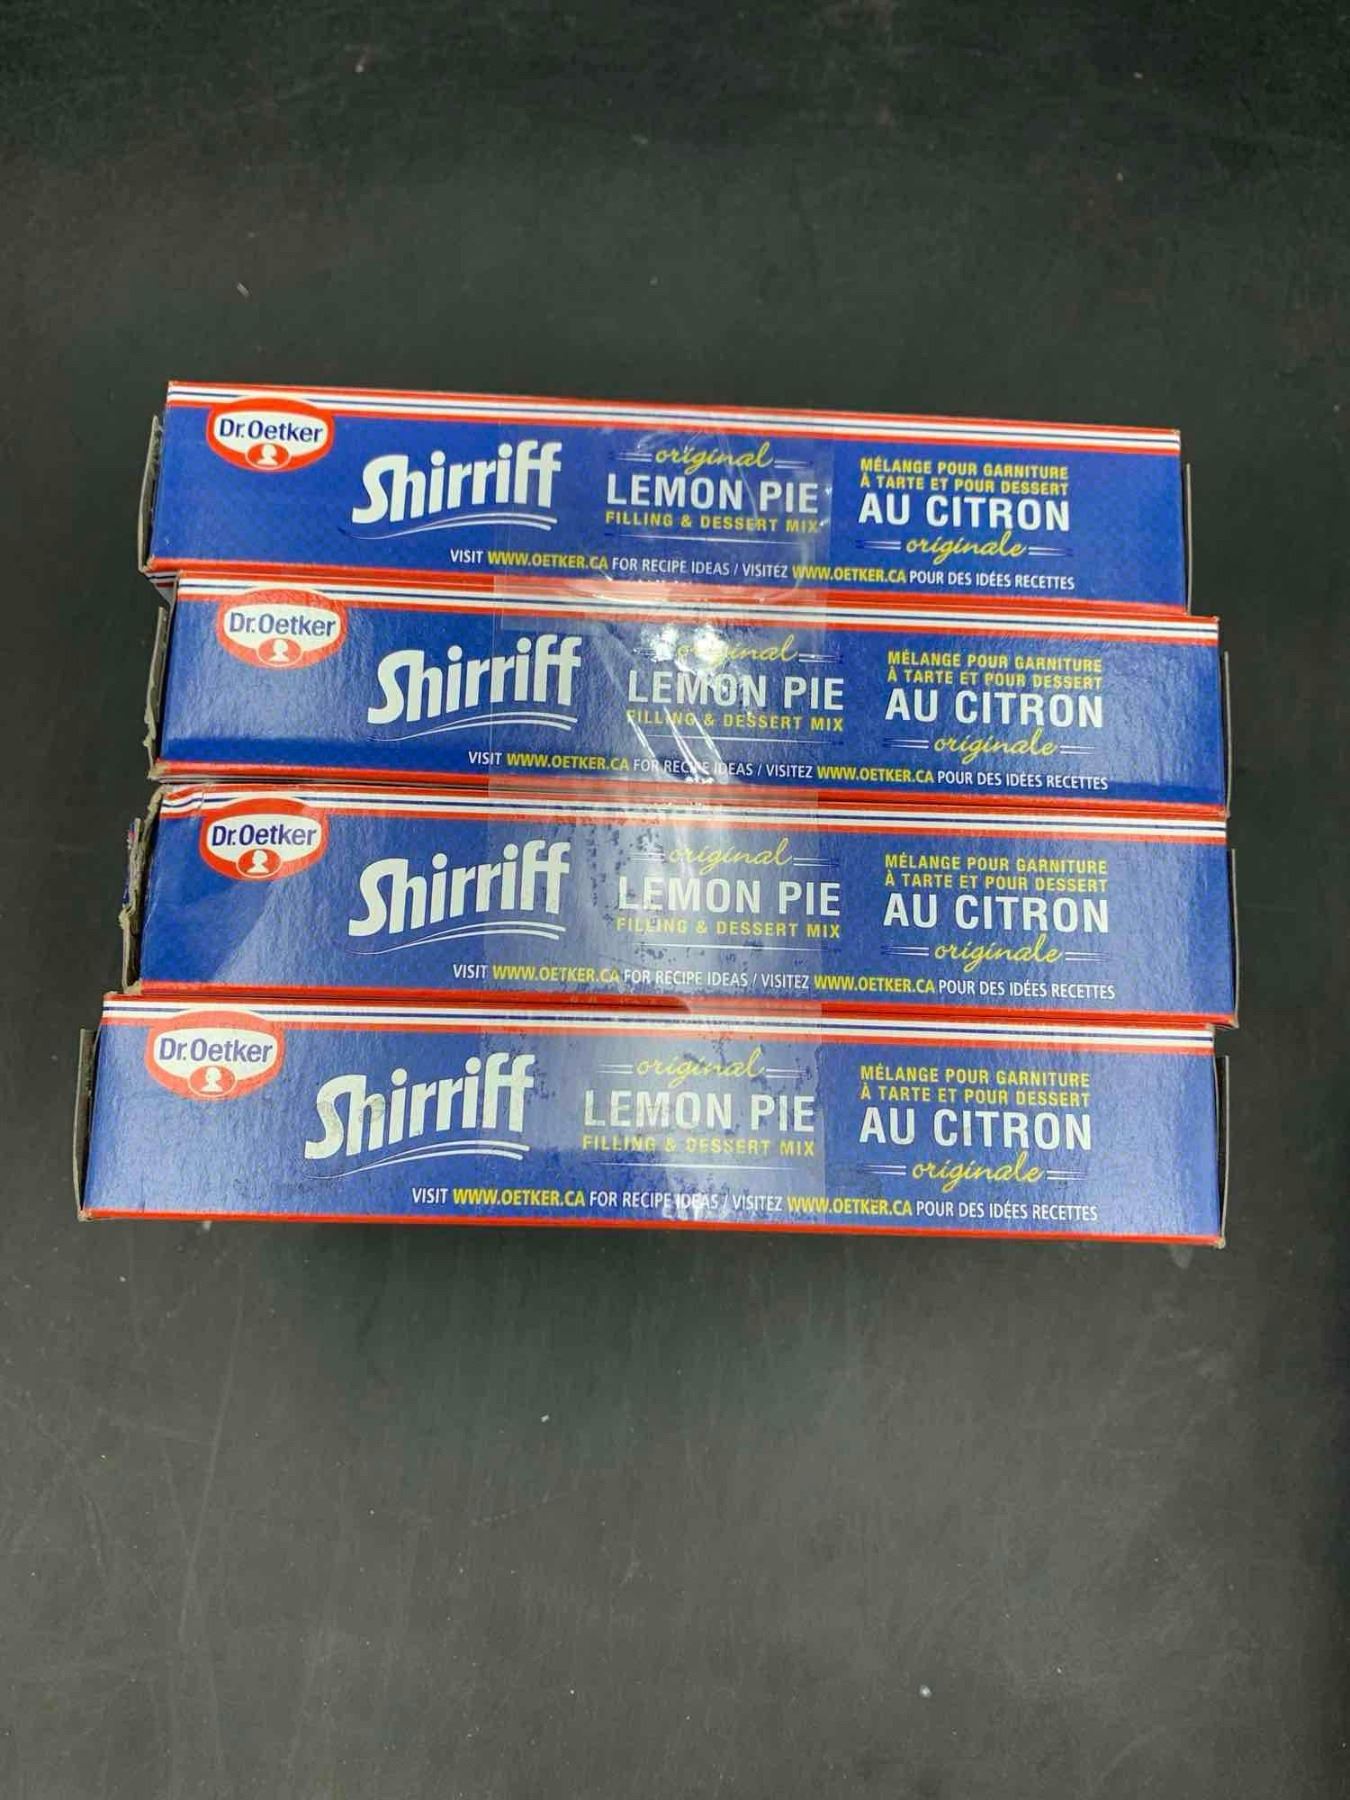 Dr.Oetker
Shirriff
original
LEMON PIE
FILLING & DESSERT MIX
MÉLANGE POUR GARNITURE
À TARTE ET POUR DESSERT
AU CITRON
originale
VISIT WWW.OETKER.CA FOR RECIPE IDEAS / VISITEZ WWW.OETKER.CA POUR DES IDÉES RECETTES
Dr.Oetker
Shirriff
original
LEMON PIE
FILLING & DESSERT MIX
MÉLANGE POUR GARNITURE
À TARTE ET POUR DESSERT
AU CITRON
originale
VISIT WWW.OETKER.CA FOR RECIPE IDEAS / VISITEZ WWW.OETKER.CA POUR DES IDÉES RECETTES
Dr.Oetker
Shirriff
original
LEMON PIE
FILLING & DESSERT MIX
MÉLANGE POUR GARNITURE
À TARTE ET POUR DESSERT
AU CITRON
originale
VISIT WWW.OETKER.CA FOR RECIPE IDEAS / VISITEZ WWW.OETKER.CA POUR DES IDÉES RECETTES
Dr.Oetker
Shirriff
original
LEMON PIE
FILLING & DESSERT MIX
MÉLANGE POUR GARNITURE
À TARTE ET POUR DESSERT
AU CITRON
originale
VISIT WWW.OETKER.CA FOR RECIPE IDEAS / VISITEZ WWW.OETKER.CA POUR DES IDÉES RECETTES